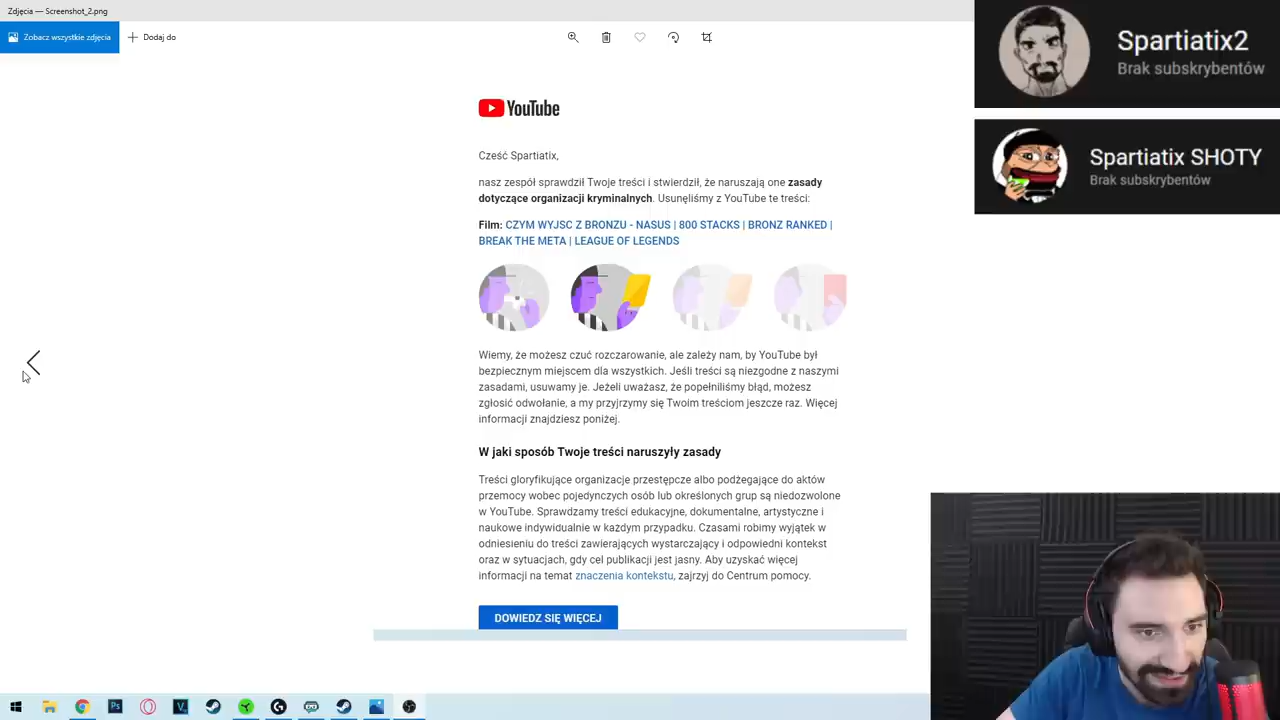 Zdjęcia — Screenshot_2.png
Zobacz wszystkie zdjęcia
Dodaj do
Spartiatix2
Brak subskrybentów
Spartiatix SHOTY
Brak subskrybentów
YouTube
Cześć Spartiatix,
nasz zespół sprawdził Twoje treści i stwierdził, że naruszają one zasady
dotyczące organizacji kryminalnych. Usunęliśmy z YouTube te treści:
Film: CZYM WYJSC Z BRONZU - NASUS | 800 STACKS | BRONZ RANKED |
BREAK THE META | LEAGUE OF LEGENDS
Wiemy, że możesz czuć rozczarowanie, ale zależy nam, by YouTube był
bezpiecznym miejscem dla wszystkich. Jeśli treści są niezgodne z naszymi
zasadami, usuwamy je. Jeżeli uważasz, że popełniliśmy błąd, możesz
zgłosić odwołanie, a my przyjrzymy się Twoim treściom jeszcze raz. Więcej
informacji znajdziesz poniżej.
W jaki sposób Twoje treści naruszyły zasady
Treści gloryfikujące organizacje przestępcze albo podżegające do aktów
przemocy wobec pojedynczych osób lub określonych grup są niedozwolone
w YouTube. Sprawdzamy treści edukacyjne, dokumentalne, artystyczne i
naukowe indywidualnie w każdym przypadku. Czasami robimy wyjątek w
odniesieniu do treści zawierających wystarczający i odpowiedni kontekst
oraz w sytuacjach, gdy cel publikacji jest jasny. Aby uzyskać więcej
informacji na temat znaczenia kontekstu, zajrzyj do Centrum pomocy.
DOWIEDZ SIĘ WIĘCEJ